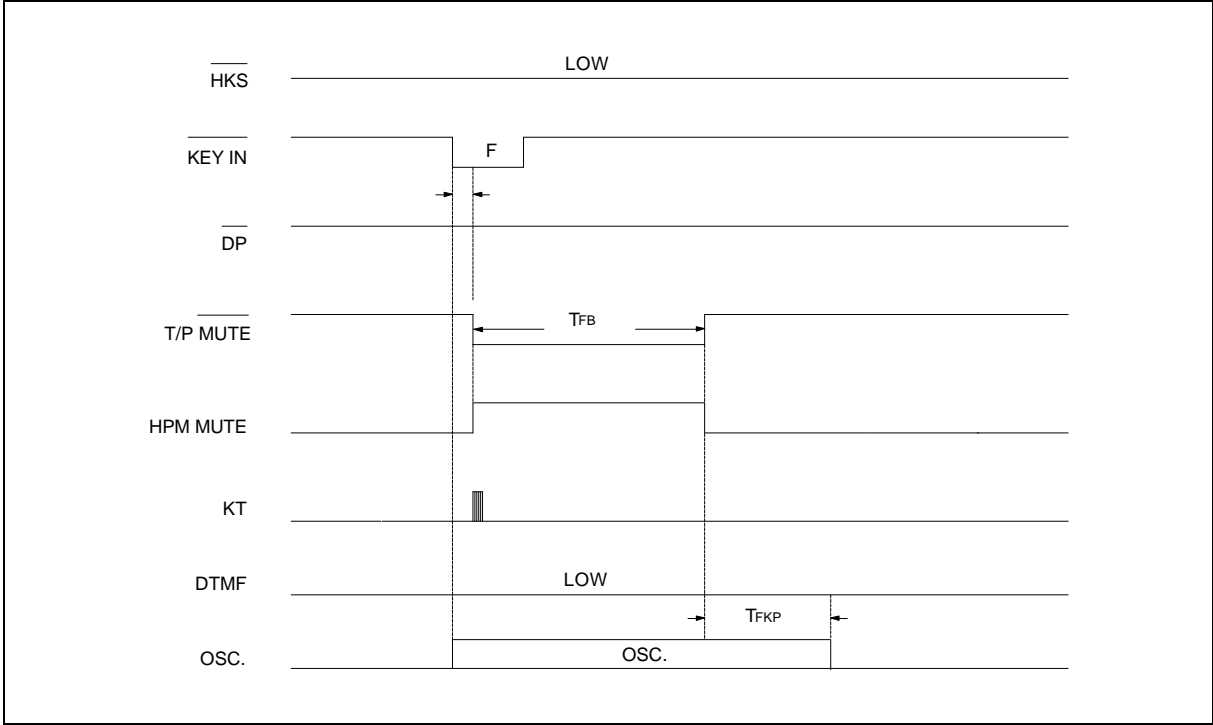 HKS LOW
KEY IN F
DP
T/P MUTE TFB
HPM MUTE
KT
DTMF LOW
TFKP
OSC. OSC.